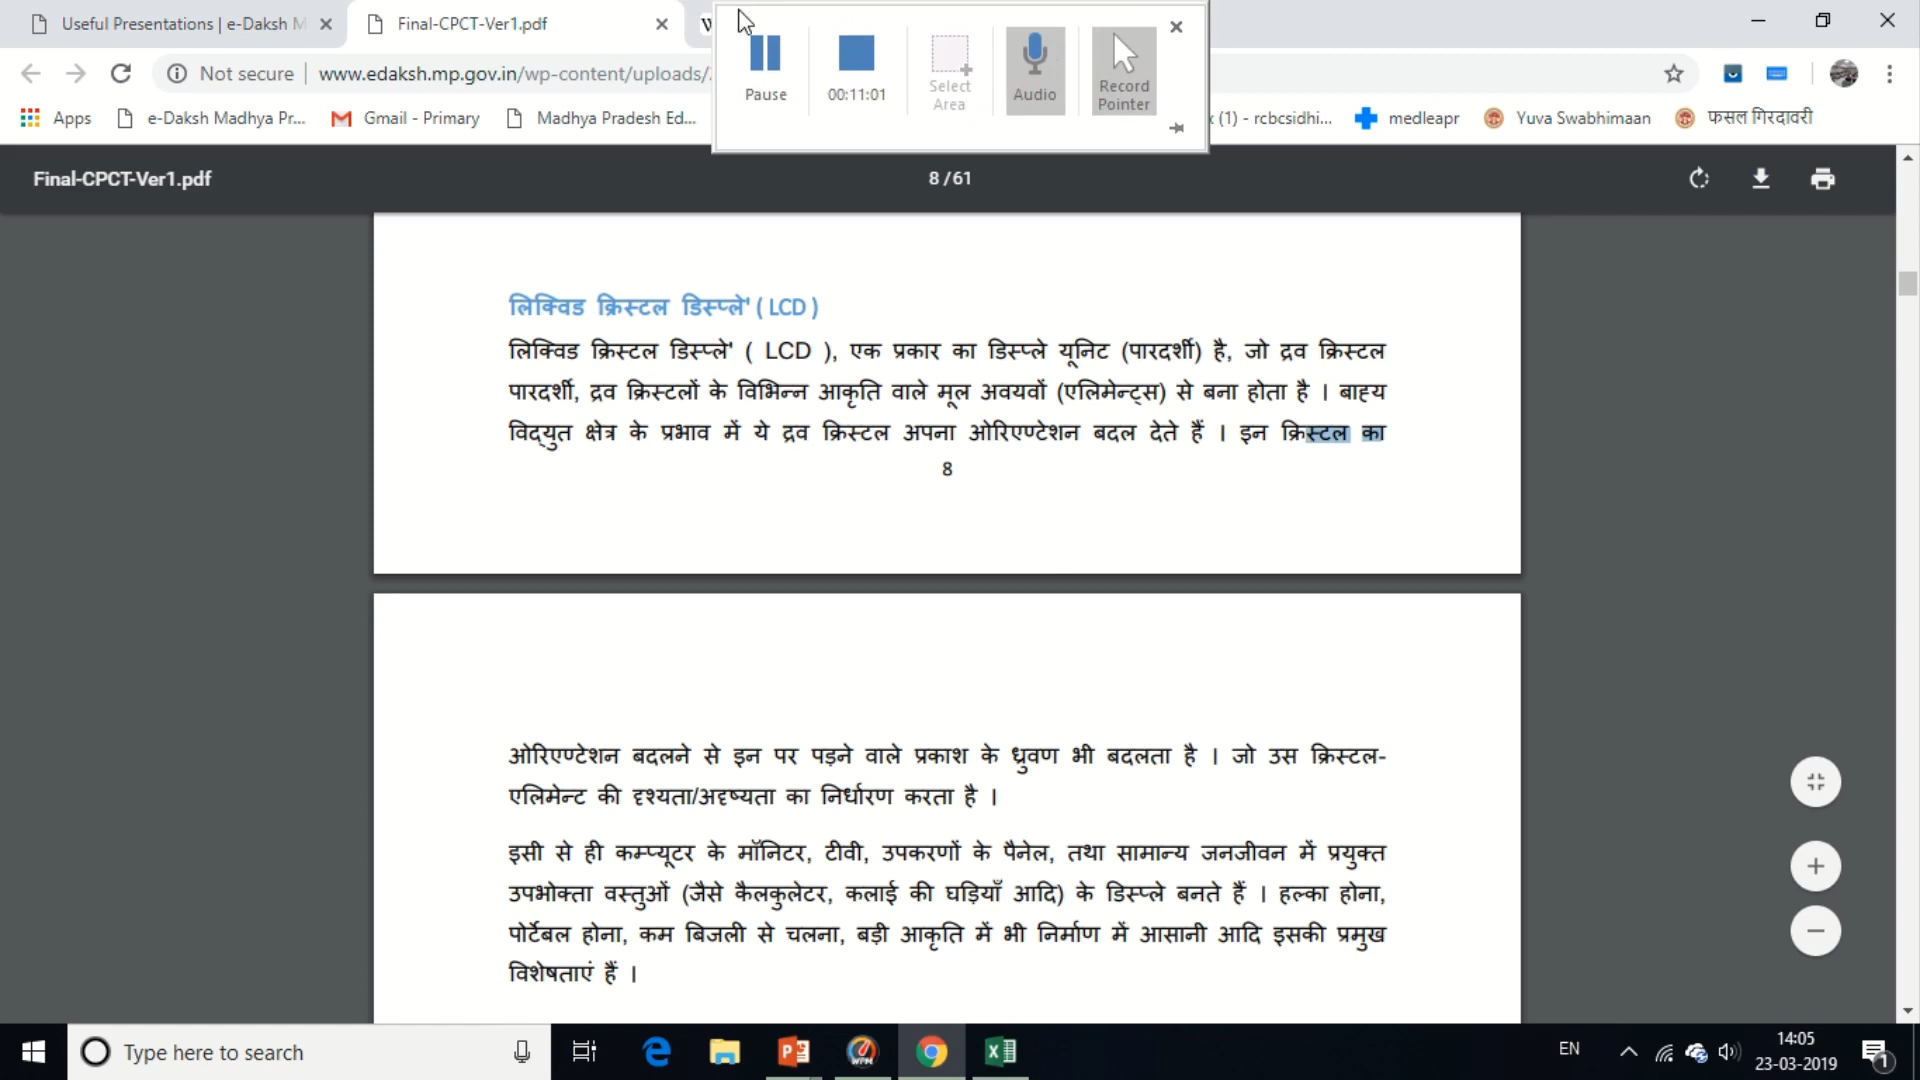 Useful Presentations | e-Daksh M
Final-CPCT-Ver1.pdf
Pause
00:11:01
Select
Area
Audio
Record
Pointer
Not secure
www.edaksh.mp.gov.in/wp-content/uploads/
Apps
e-Daksh Madhya Pr...
Gmail - Primary
Madhya Pradesh Ed...
(1) - rcbcsidhi...
medleapr
Yuva Swabhimaan
फसल गिरदावरी
Final-CPCT-Ver1.pdf
8 / 61
लिक्विड क्रिस्टल डिस्प्ले' ( LCD )
लिक्विड क्रिस्टल डिस्प्ले' ( LCD ), एक प्रकार का डिस्प्ले यूनिट (पारदर्शी) है, जो द्रव क्रिस्टल
पारदर्शी, द्रव क्रिस्टलों के विभिन्न आकृति वाले मूल अवयवों (एलिमेन्ट्स) से बना होता है । बाह्य
विद्युत क्षेत्र के प्रभाव में ये द्रव क्रिस्टल अपना ओरिएण्टेशन बदल देते हैं । इन क्रिस्टल का
8
ओरिएण्टेशन बदलने से इन पर पड़ने वाले प्रकाश के ध्रुवण भी बदलता है । जो उस क्रिस्टल-
एलिमेन्ट की दृश्यता/अदृष्यता का निर्धारण करता है ।
इसी से ही कम्प्यूटर के मॉनिटर, टीवी, उपकरणों के पैनेल, तथा सामान्य जनजीवन में प्रयुक्त
उपभोक्ता वस्तुओं (जैसे कैलकुलेटर, कलाई की घड़ियाँ आदि) के डिस्प्ले बनते हैं । हल्का होना,
पोर्टेबल होना, कम बिजली से चलना, बड़ी आकृति में भी निर्माण में आसानी आदि इसकी प्रमुख
विशेषताएं हैं ।
Type here to search
EN
14:05
23-03-2019
1